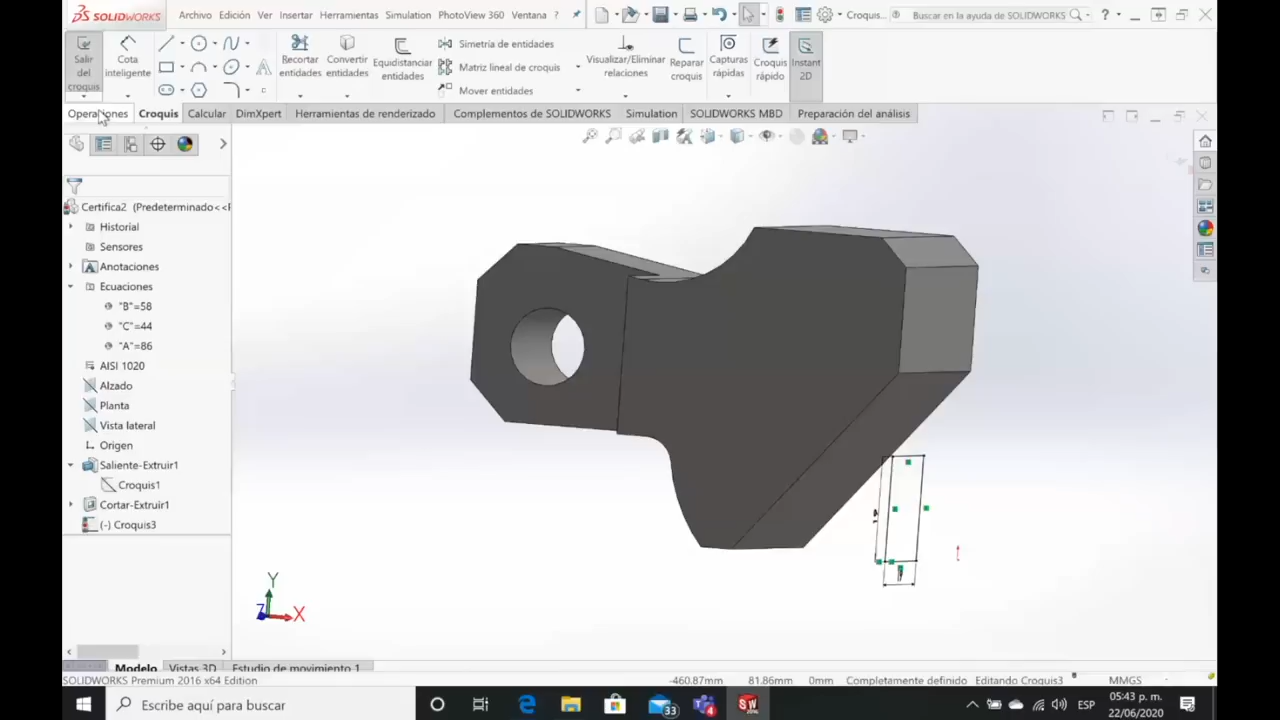 SOLIDWORKS Archivo Edición Ver Insertar Herramientas Simulation PhotoView 360 Ventana ? Croquis... Buscar en la ayuda de SOLIDWORKS ?
Salir del croquis
Cota inteligente
Recortar entidades
Convertir entidades
Equidistanciar entidades
Simetría de entidades
Matriz lineal de croquis
Mover entidades
Visualizar/Eliminar relaciones
Reparar croquis
Capturas rápidas
Croquis rápido
Instant 2D
Operaciones Croquis Calcular DimXpert Herramientas de renderizado Complementos de SOLIDWORKS Simulation SOLIDWORKS MBD Preparación del análisis
Certifica2 (Predeterminado<<
Historial
Sensores
Anotaciones
Ecuaciones
"B"=58
"C"=44
"A"=86
AISI 1020
Alzado
Planta
Vista lateral
Origen
Saliente-Extruir1
Croquis1
Cortar-Extruir1
(-) Croquis3
Y
Z
X
Modelo Vistas 3D Estudio de movimiento 1
SOLIDWORKS Premium 2016 x64 Edition -460.87mm 81.86mm 0mm Completamente definido Editando Croquis3 MMGS
Escribe aquí para buscar
33
4
ESP
05:43 p. m.
22/06/2020